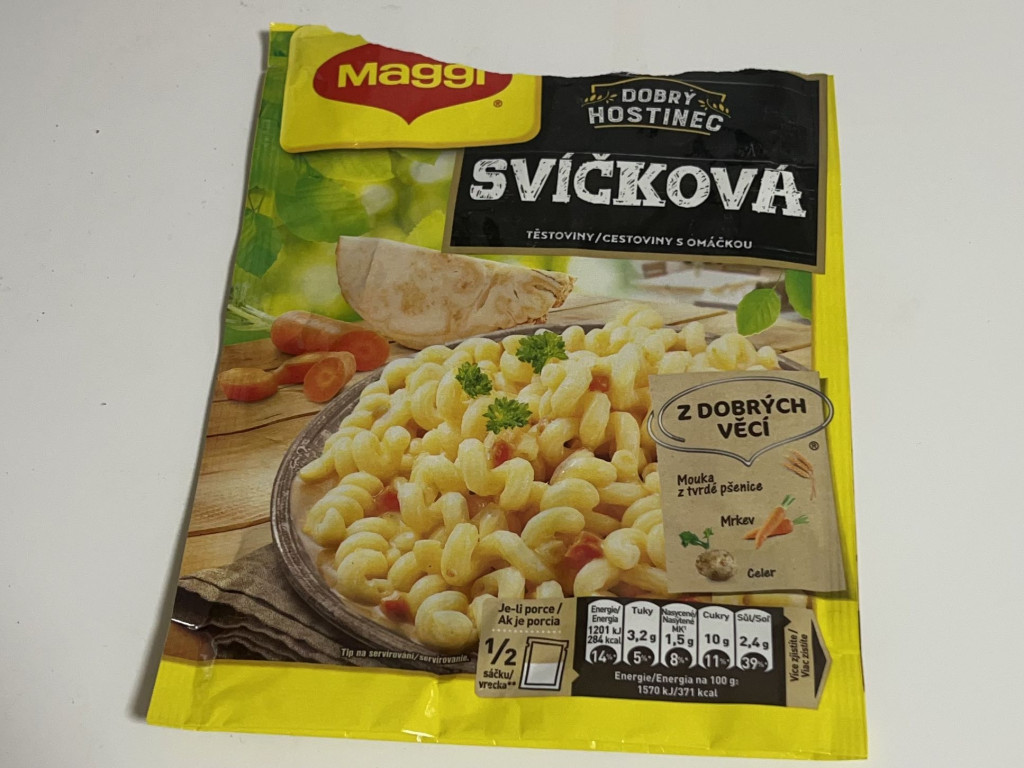 Maggi
®
DOBRÝ
HOSTINEC
SVÍČKOVÁ
TĚSTOVINY/CESTOVINY S OMÁČKOU
Z DOBRÝCH
VĚCÍ
®
Mouka
z tvrdé pšenice
Mrkev
Celer
Tip na servírování/servírovanie.
Je-li porce/
Ak je porcia
1/2
sáčku/
vrecka**
Energie/
Energia
1201 kJ
284 kcal
14%*
Tuky
3,2 g
5%*
Nasycené/
Nasýtené
MK¹
1,5 g
8%*
Cukry
10 g
11%*
Sůl/Soľ
2,4 g
39%*
Energie/Energia na 100 g:
1570 kJ/371 kcal
Více zjistíte/
Viac zistíte